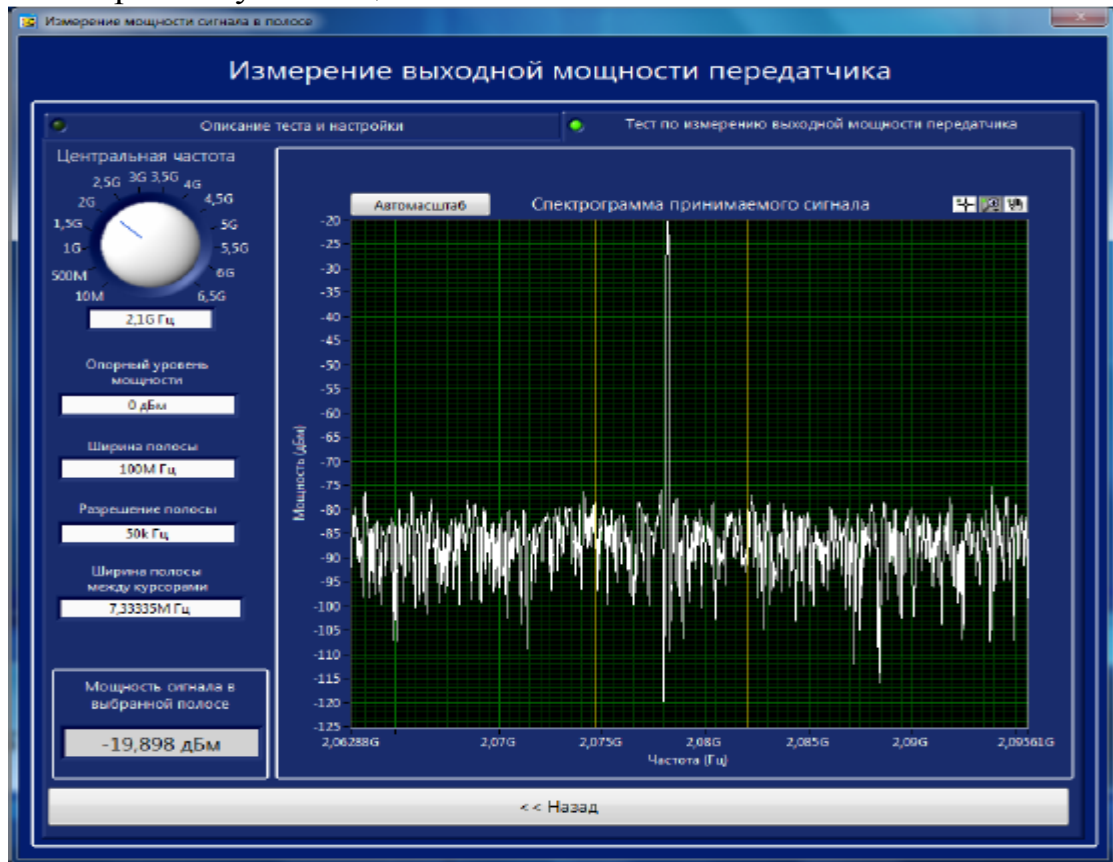 Измерение мощности сигнала в полосе
Измерение выходной мощности передатчика
Описание теста и настройки
Тест по измерению выходной мощности передатчика
Центральная частота
10M
500M
1G
1,5G
2G
2,5G
3G
3,5G
4G
4,5G
5G
5,5G
6G
6,5G
2,1G Гц
Опорный уровень
мощности
0 дБм
Ширина полосы
100M Гц
Разрешение полосы
50k Гц
Ширина полосы
между курсорами
7,33335M Гц
Мощность сигнала в
выбранной полосе
-19,898 дБм
Автомасштаб
Спектрограмма принимаемого сигнала
Мощность (дБм)
-20
-25
-30
-35
-40
-45
-50
-55
-60
-65
-70
-75
-80
-85
-90
-95
-100
-105
-110
-115
-120
-125
2,06288G 2,07G 2,075G 2,08G 2,085G 2,09G 2,09561G
Частота (Гц)
<< Назад